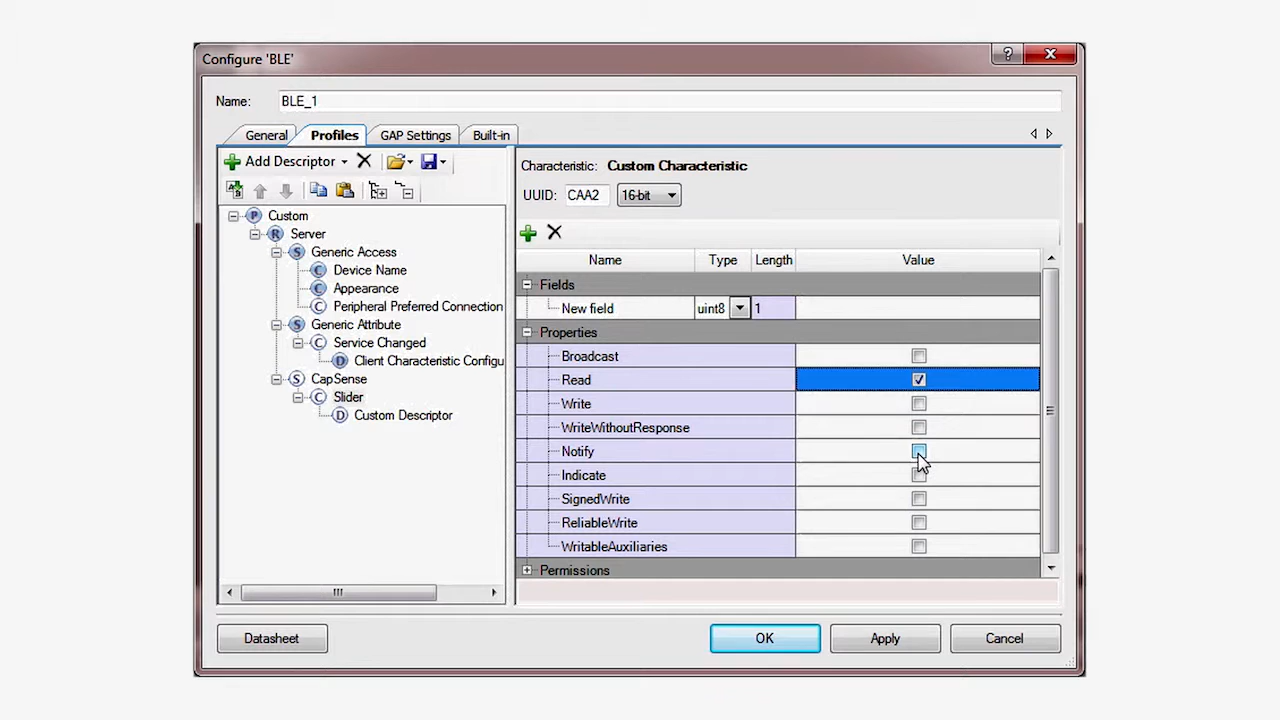 Configure 'BLE'
?
Name: BLE_1
General Profiles GAP Settings Built-in
Add Descriptor
P Custom
R Server
S Generic Access
C Device Name
C Appearance
C Peripheral Preferred Connection
S Generic Attribute
C Service Changed
D Client Characteristic Configu
S CapSense
C Slider
D Custom Descriptor
Characteristic: Custom Characteristic
UUID: CAA2 16-bit
Name Type Length Value
Fields
New field uint8 1
Properties
Broadcast
Read
Write
WriteWithoutResponse
Notify
Indicate
SignedWrite
ReliableWrite
WritableAuxiliaries
Permissions
Datasheet OK Apply Cancel